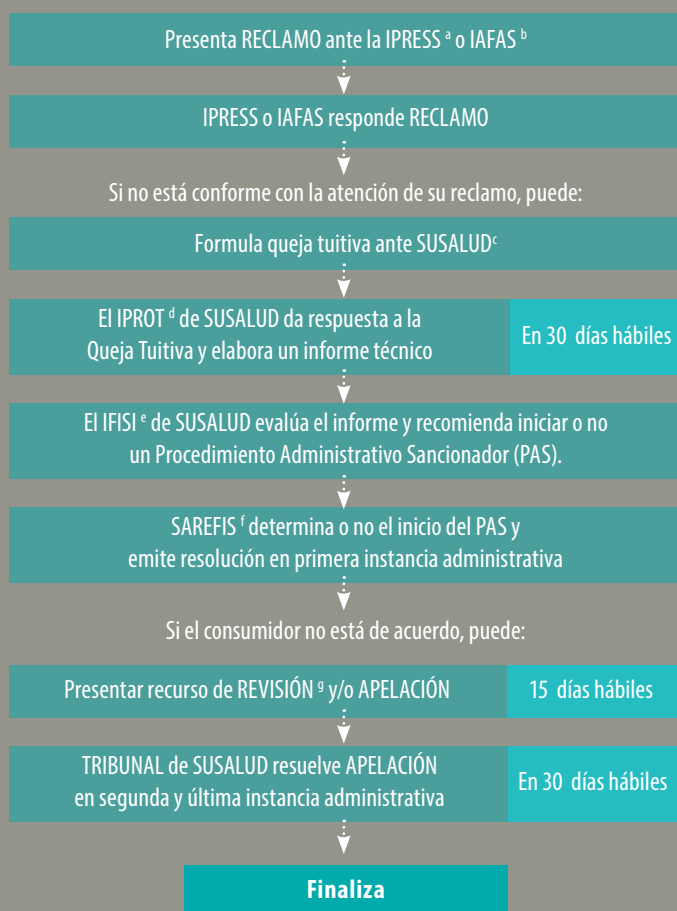 Presenta RECLAMO ante la IPRESS a o IAFAS b
IPRESS o IAFAS responde RECLAMO
Si no está conforme con la atención de su reclamo, puede:
Formula queja tuitiva ante SUSALUDc
El IPROT d de SUSALUD da respuesta a la
Queja Tuitiva y elabora un informe técnico
En 30 días hábiles
El IFISI e de SUSALUD evalúa el informe y recomienda iniciar o no
un Procedimiento Administrativo Sancionador (PAS).
SAREFIS f determina o no el inicio del PAS y
emite resolución en primera instancia administrativa
Si el consumidor no está de acuerdo, puede:
Presentar recurso de REVISIÓN g y/o APELACIÓN
15 días hábiles
TRIBUNAL de SUSALUD resuelve APELACIÓN
en segunda y última instancia administrativa
En 30 días hábiles
Finaliza